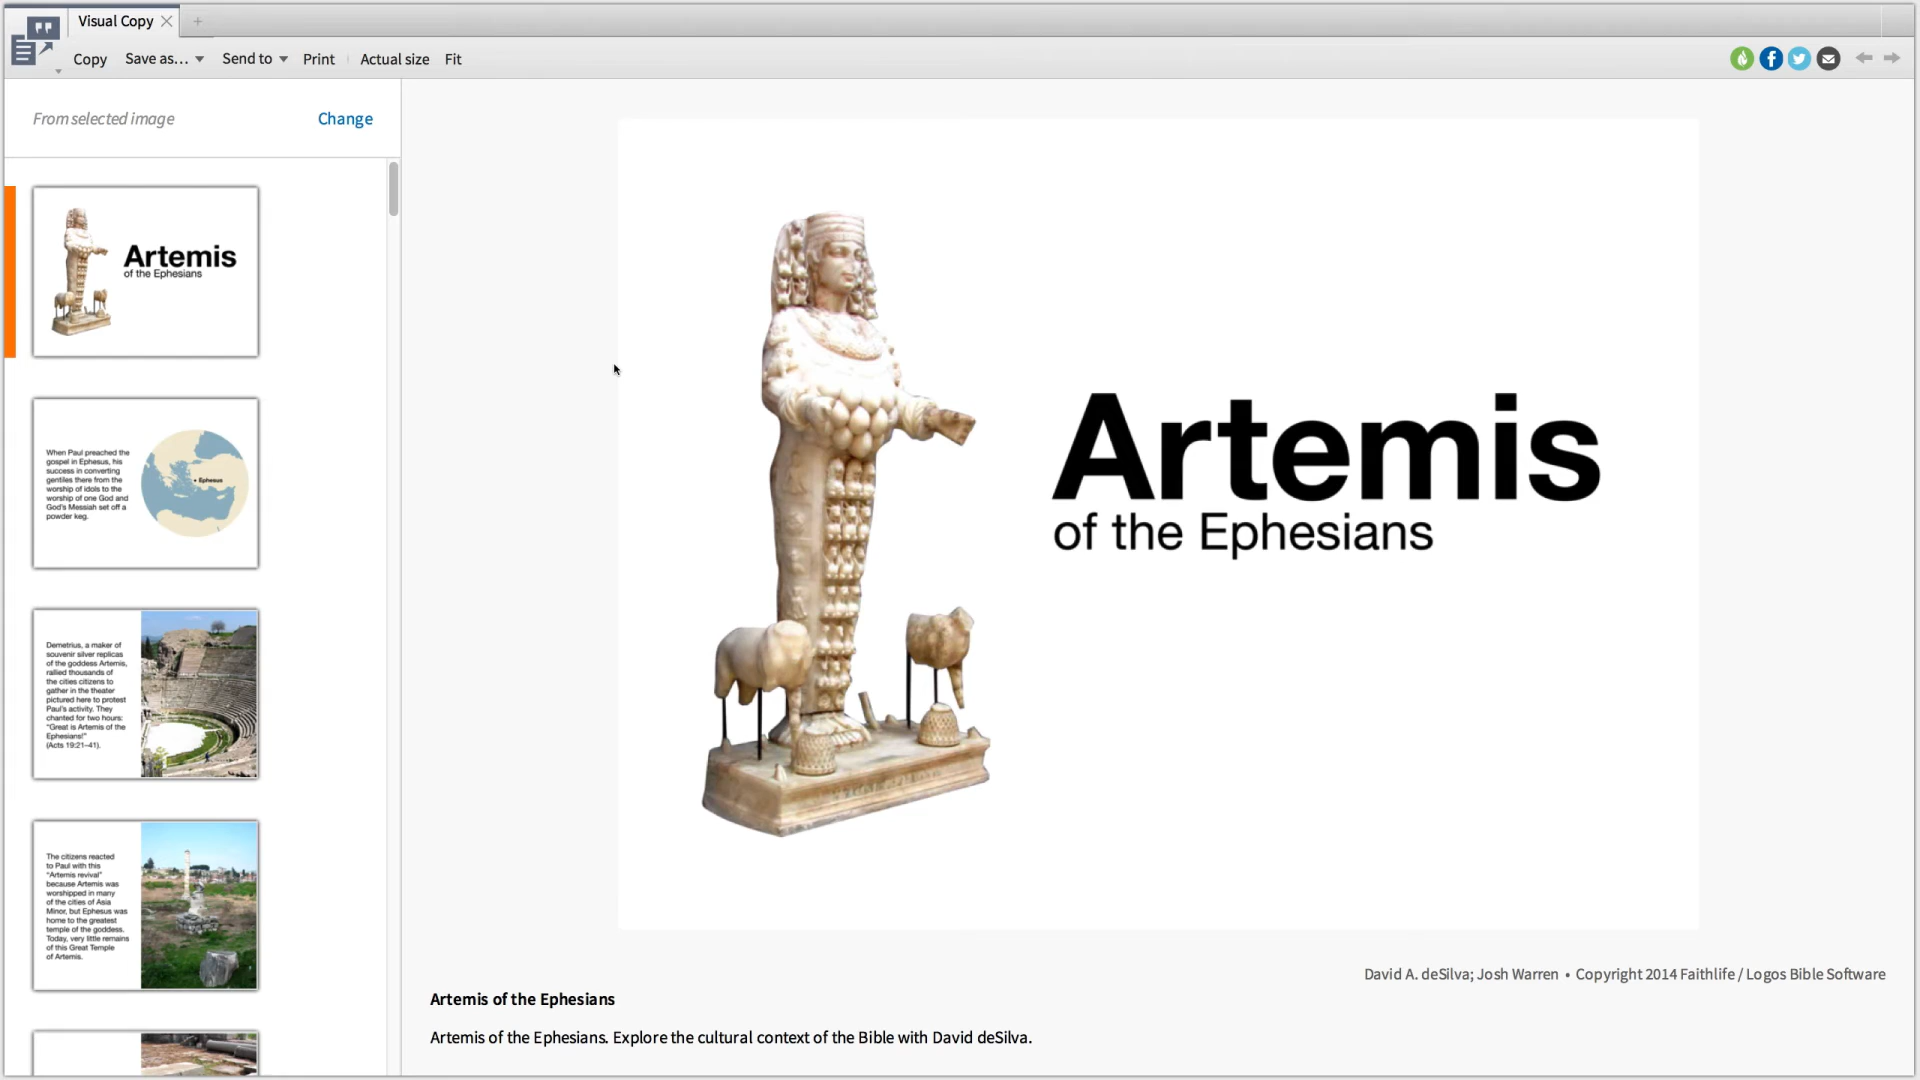 Visual Copy
Copy Save as... Send to Print Actual size Fit
From selected image Change
Artemis
of the Ephesians
When Paul preached the
gospel in Ephesus, his
success in converting
gentiles there from the
worship of idols to the
worship of one God and
God's Messiah set off a
powder keg.
Ephesus
Demetrius, a maker of
souvenir silver replicas
of the goddess Artemis,
rallied thousands of
the cities citizens to
gather in the theater
pictured here to protest
Paul's activity. They
chanted for two hours:
"Great is Artemis of the
Ephesians!"
(Acts 19:21–41).
The citizens reacted
to Paul with this
"Artemis revival"
because Artemis was
worshipped in many
of the cities of Asia
Minor, but Ephesus was
home to the greatest
temple of the goddess.
Today, very little remains
of this Great Temple
of Artemis.
Artemis
of the Ephesians
David A. deSilva; Josh Warren • Copyright 2014 Faithlife / Logos Bible Software
Artemis of the Ephesians
Artemis of the Ephesians. Explore the cultural context of the Bible with David deSilva.